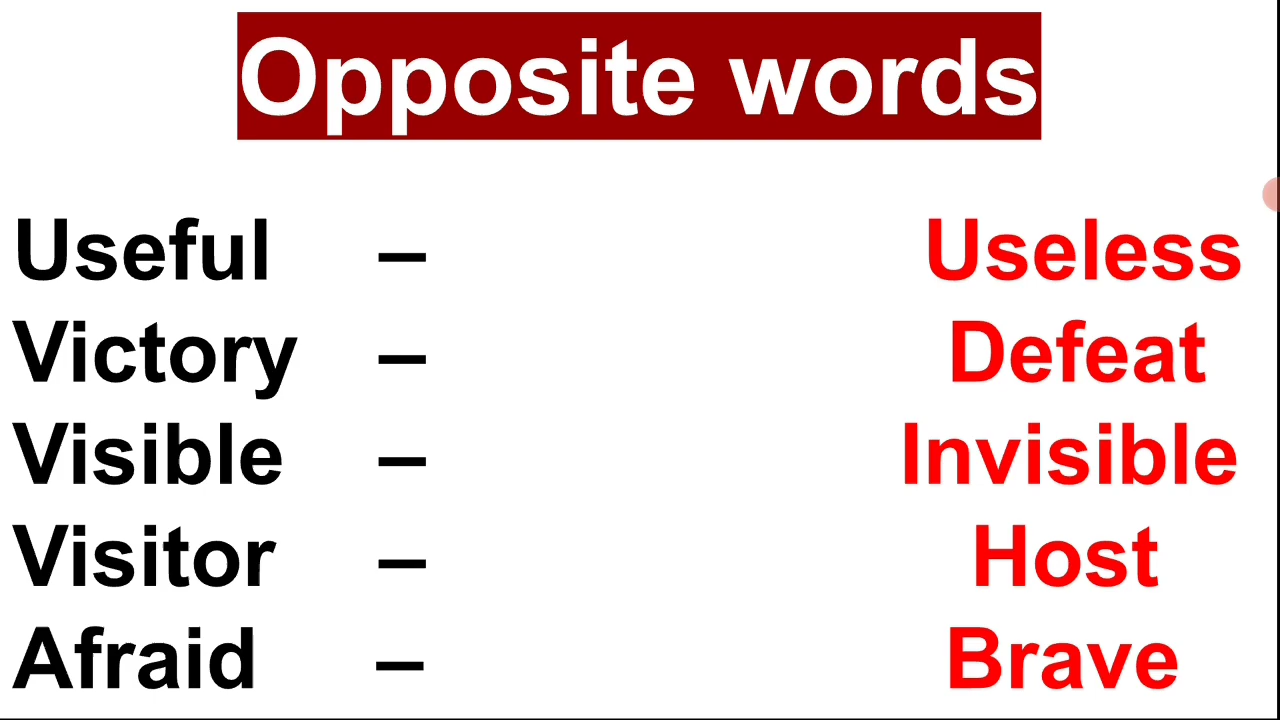 Opposite words
Useful – Useless
Victory – Defeat
Visible – Invisible
Visitor – Host
Afraid – Brave